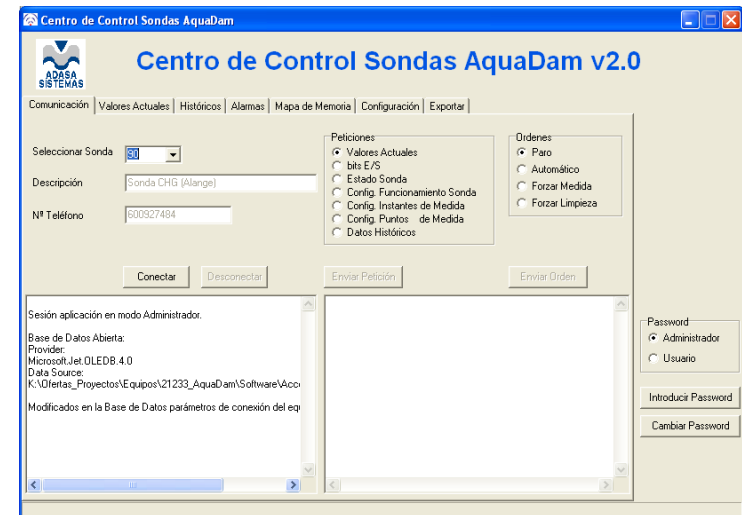 Centro de Control Sondas AquaDam
ADASA
SISTEMAS
Centro de Control Sondas AquaDam v2.0
Comunicación Valores Actuales Históricos Alarmas Mapa de Memoria Configuración Exportar
Seleccionar Sonda 90
Descripción Sonda CHG (Alange)
Nª Teléfono 600927484
Peticiones
Valores Actuales
bits E/S
Estado Sonda
Config. Funcionamiento Sonda
Config. Instantes de Medida
Config. Puntos de Medida
Datos Históricos
Ordenes
Paro
Automático
Forzar Medida
Forzar Limpieza
Conectar Desconectar Enviar Petición Enviar Orden
Sesión aplicación en modo Administrador.
Base de Datos Abierta:
Provider:
Microsoft.Jet.OLEDB.4.0
Data Source:
K:\Ofertas_Proyectos\Equipos\21233_AquaDam\Software\Acc
Modificados en la Base de Datos parámetros de conexión del eq
Password
Administrador
Usuario
Introducir Password
Cambiar Password